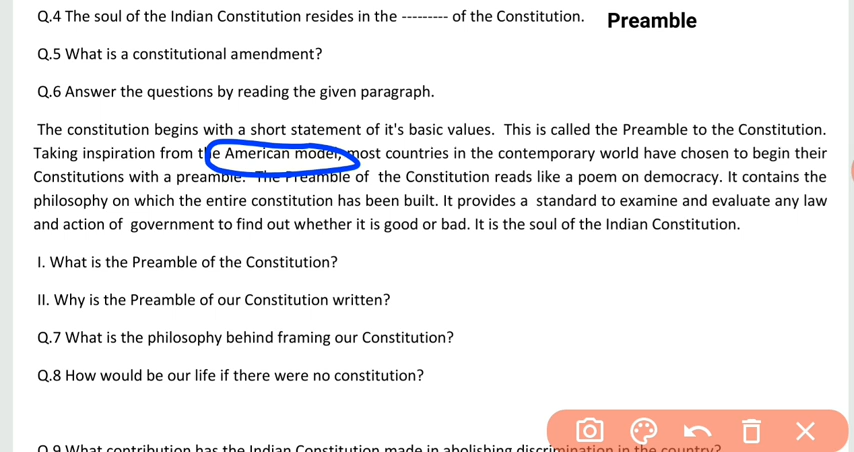 Q.4 The soul of the Indian Constitution resides in the --------- of the Constitution. Preamble
Q.5 What is a constitutional amendment?
Q.6 Answer the questions by reading the given paragraph.
The constitution begins with a short statement of it's basic values. This is called the Preamble to the Constitution.
Taking inspiration from the American model, most countries in the contemporary world have chosen to begin their
Constitutions with a preamble. The Preamble of the Constitution reads like a poem on democracy. It contains the
philosophy on which the entire constitution has been built. It provides a standard to examine and evaluate any law
and action of government to find out whether it is good or bad. It is the soul of the Indian Constitution.
I. What is the Preamble of the Constitution?
II. Why is the Preamble of our Constitution written?
Q.7 What is the philosophy behind framing our Constitution?
Q.8 How would be our life if there were no constitution?
Q.9 What contribution has the Indian Constitution made in abolishing discrimination in the country?